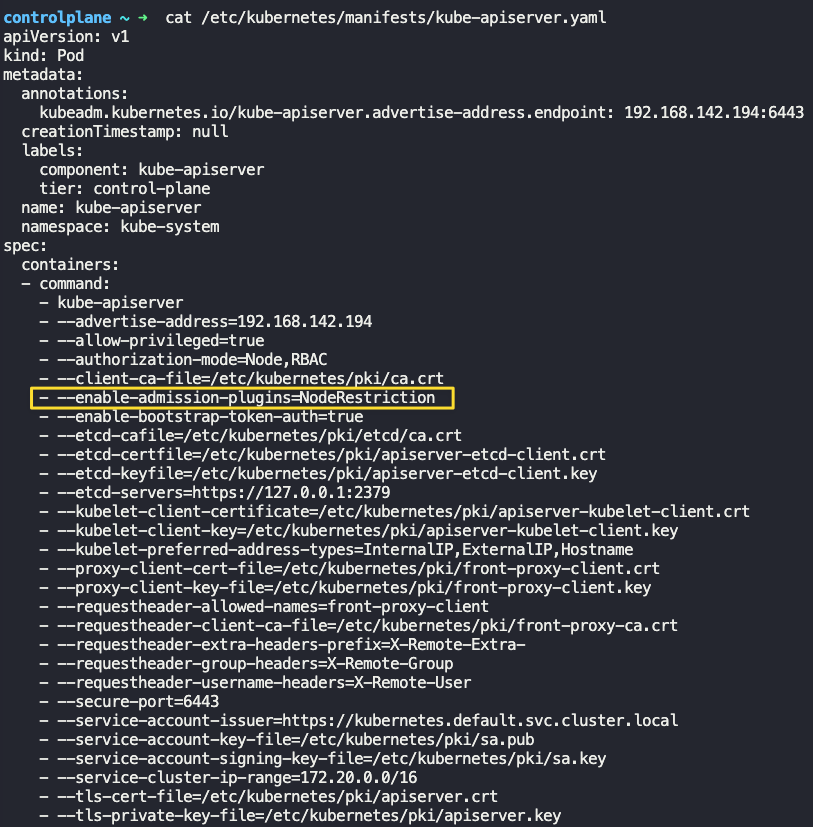 controlplane ~ ➜  cat /etc/kubernetes/manifests/kube-apiserver.yaml
apiVersion: v1
kind: Pod
metadata:
  annotations:
    kubeadm.kubernetes.io/kube-apiserver.advertise-address.endpoint: 192.168.142.194:6443
  creationTimestamp: null
  labels:
    component: kube-apiserver
    tier: control-plane
  name: kube-apiserver
  namespace: kube-system
spec:
  containers:
  - command:
    - kube-apiserver
    - --advertise-address=192.168.142.194
    - --allow-privileged=true
    - --authorization-mode=Node,RBAC
    - --client-ca-file=/etc/kubernetes/pki/ca.crt
    - --enable-admission-plugins=NodeRestriction
    - --enable-bootstrap-token-auth=true
    - --etcd-cafile=/etc/kubernetes/pki/etcd/ca.crt
    - --etcd-certfile=/etc/kubernetes/pki/apiserver-etcd-client.crt
    - --etcd-keyfile=/etc/kubernetes/pki/apiserver-etcd-client.key
    - --etcd-servers=https://127.0.0.1:2379
    - --kubelet-client-certificate=/etc/kubernetes/pki/apiserver-kubelet-client.crt
    - --kubelet-client-key=/etc/kubernetes/pki/apiserver-kubelet-client.key
    - --kubelet-preferred-address-types=InternalIP,ExternalIP,Hostname
    - --proxy-client-cert-file=/etc/kubernetes/pki/front-proxy-client.crt
    - --proxy-client-key-file=/etc/kubernetes/pki/front-proxy-client.key
    - --requestheader-allowed-names=front-proxy-client
    - --requestheader-client-ca-file=/etc/kubernetes/pki/front-proxy-ca.crt
    - --requestheader-extra-headers-prefix=X-Remote-Extra-
    - --requestheader-group-headers=X-Remote-Group
    - --requestheader-username-headers=X-Remote-User
    - --secure-port=6443
    - --service-account-issuer=https://kubernetes.default.svc.cluster.local
    - --service-account-key-file=/etc/kubernetes/pki/sa.pub
    - --service-account-signing-key-file=/etc/kubernetes/pki/sa.key
    - --service-cluster-ip-range=172.20.0.0/16
    - --tls-cert-file=/etc/kubernetes/pki/apiserver.crt
    - --tls-private-key-file=/etc/kubernetes/pki/apiserver.key